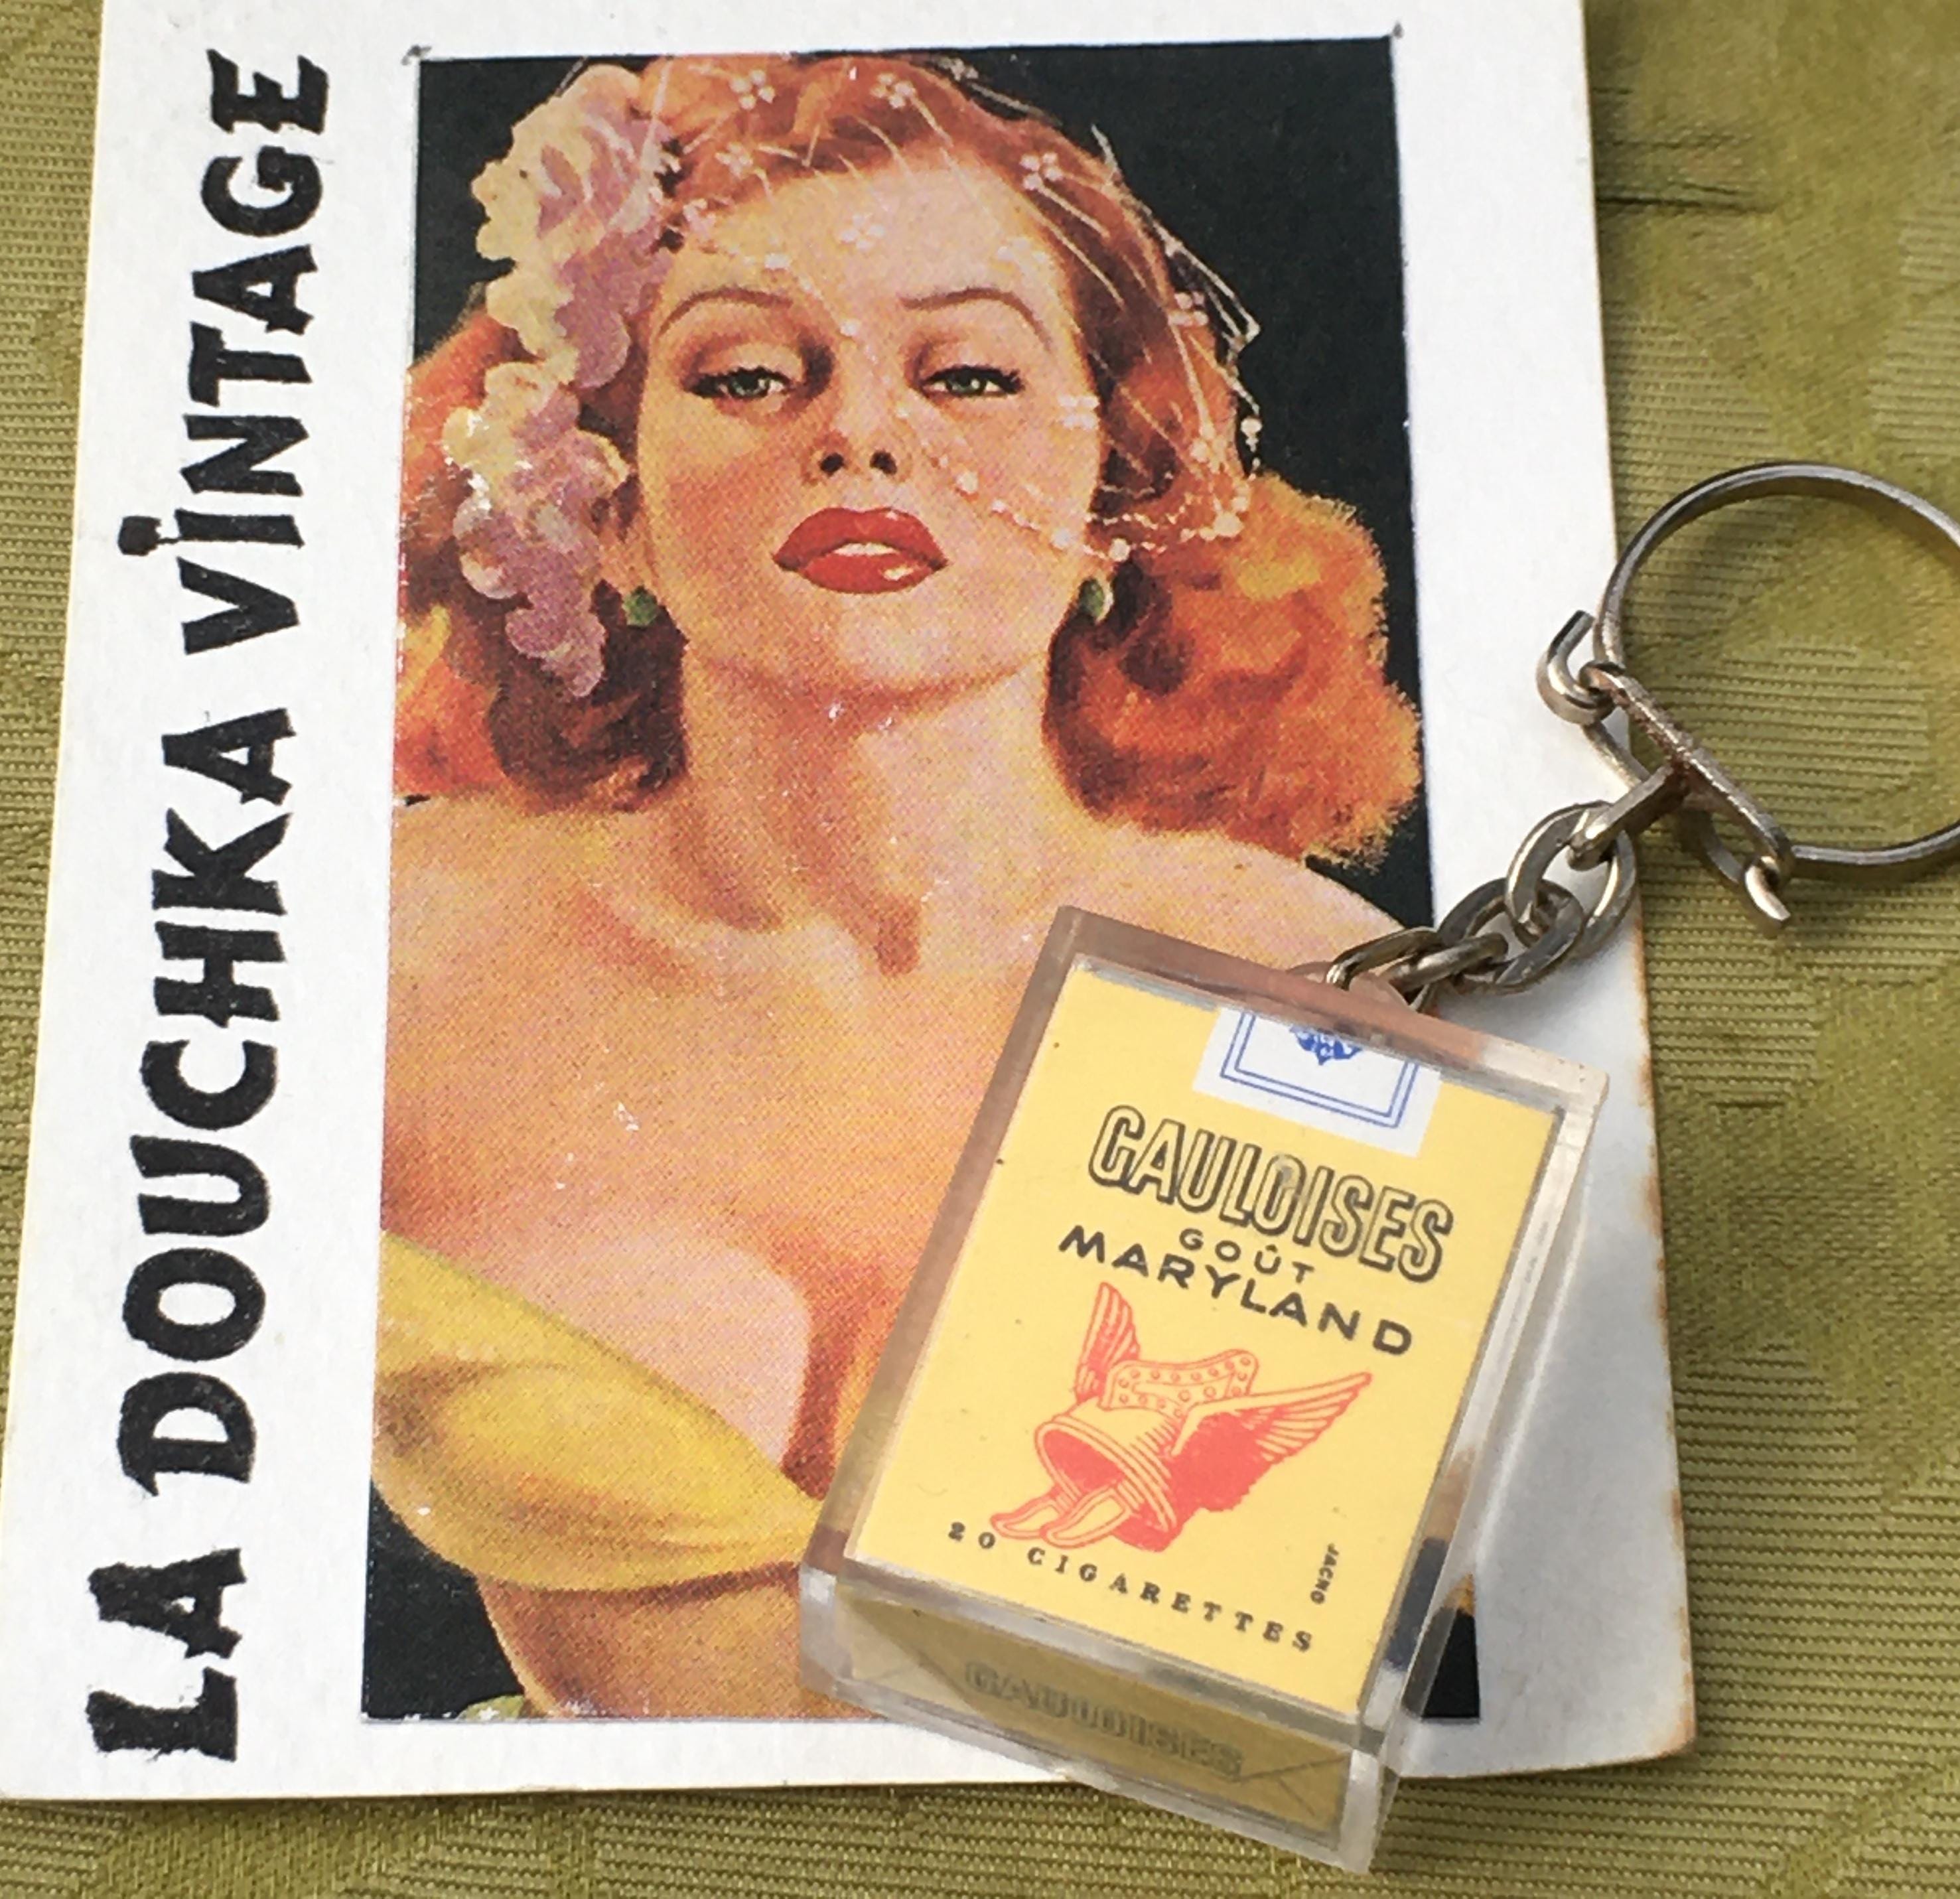 LA DOUCHKA VINTAGE
GAULOISES
GOÛT
MARYLAND
20 CIGARETTES
JACNO
GAULOISES